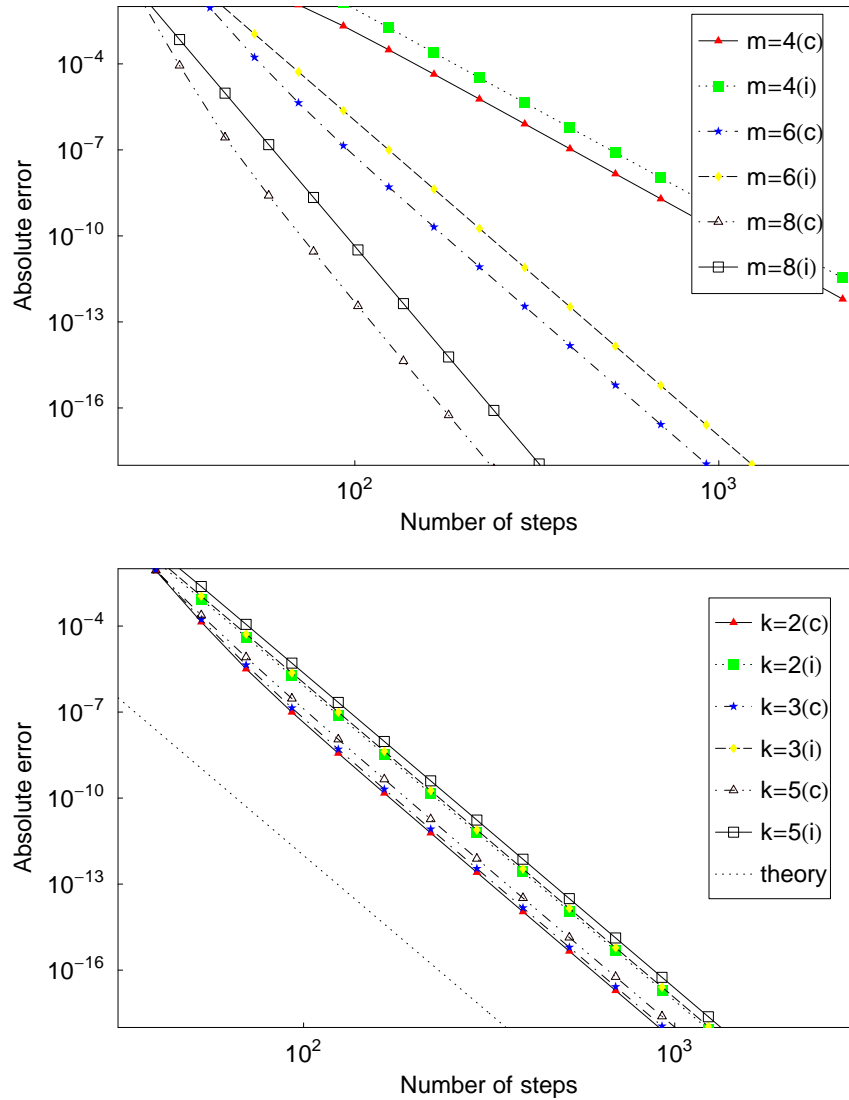 10^-4
10^-7
10^-10
10^-13
10^-16
Absolute error
10^2
10^3
Number of steps
m=4(c)
m=4(i)
m=6(c)
m=6(i)
m=8(c)
m=8(i)
10^-4
10^-7
10^-10
10^-13
10^-16
Absolute error
10^2
10^3
Number of steps
k=2(c)
k=2(i)
k=3(c)
k=3(i)
k=5(c)
k=5(i)
theory